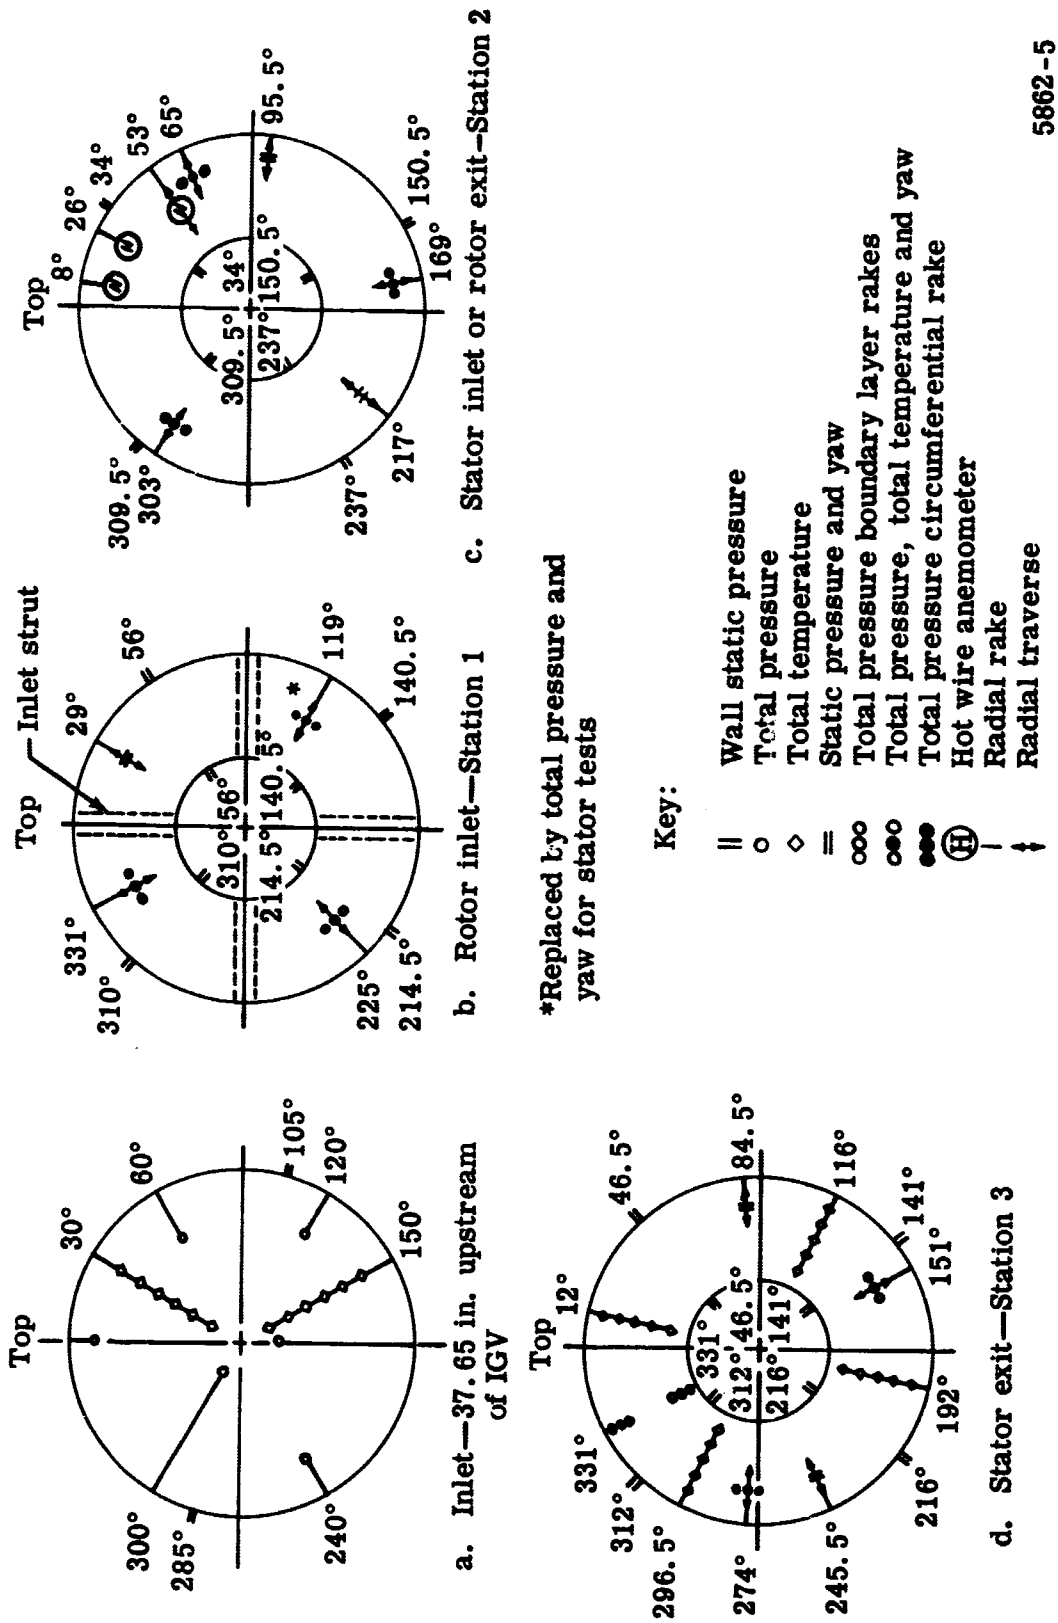 Top
30°
60°
105°
120°
150°
240°
285°
300°
a. Inlet—37.65 in. upstream
of IGV
Top
Inlet strut
29°
56°
119°
*
140.5°
225°
214.5°
310°
331°
310° 56°
214.5° 140.5°
b. Rotor inlet—Station 1
Top
8°
26°
34°
53°
65°
95.5°
150.5°
169°
217°
237°
303°
309.5°
309.5° 34°
237° 150.5°
c. Stator inlet or rotor exit—Station 2
Top
12°
46.5°
84.5°
116°
141°
151°
192°
216°
245.5°
274°
296.5°
312°
331°
331°
312° 46.5°
216° 141°
d. Stator exit—Station 3
*Replaced by total pressure and
yaw for stator tests
Key:
Wall static pressure
Total pressure
Total temperature
Static pressure and yaw
Total pressure boundary layer rakes
Total pressure, total temperature and yaw
Total pressure circumferential rake
H Hot wire anemometer
Radial rake
Radial traverse
5862-5